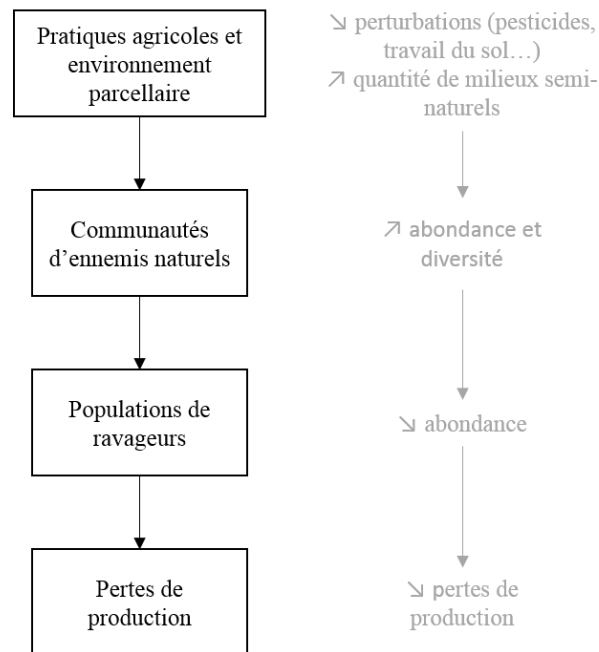 Pratiques agricoles et
environnement
parcellaire
↘ perturbations (pesticides,
travail du sol…)
↗ quantité de milieux semi-
naturels
Communautés
d’ennemis naturels
↗ abondance et
diversité
Populations de
ravageurs
↘ abondance
Pertes de
production
↘ pertes de
production